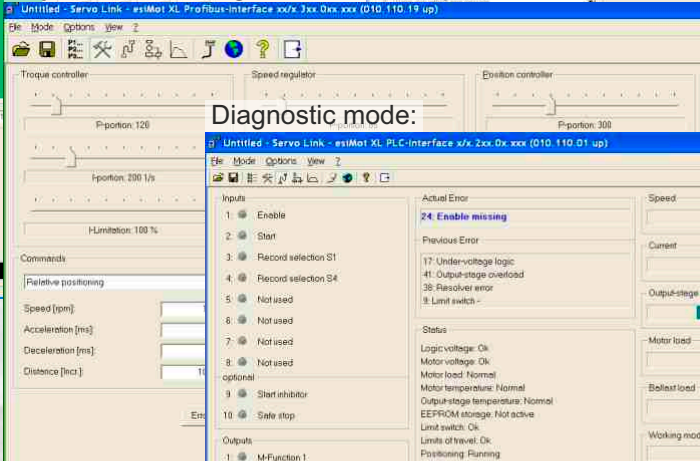 Untitled - Servo Link - esiMot XL Profibus-Interface xx/x.3xx.0xx.xxx (010.110.19 up)
File Mode Options View ?
Troque controller
Speed regulator
Position controller
P-portion: 120
P-portion: 300
I-portion: 200 1/s
I-Limitation: 100 %
Commands
Relative positioning
Speed [rpm]:
Acceleration [ms]:
Deceleration [ms]:
Distance [Incr.]:
Diagnostic mode:
Untitled - Servo Link - esiMot XL PLC-Interface x/x.2xx.0x.xxx (010.110.01 up)
File Mode Options View ?
Inputs
1: Enable
2: Start
3: Record selection S1
4: Record selection S4
5: Not used
6: Not used
7: Not used
8: Not used
optional
9 Start inhibitor
10 Safe stop
Outputs
1: M-Function 1
Actual Error
24: Enable missing
Previous Error
17: Under-voltage logic
41: Output-stage overload
38: Resolver error
9: Limit switch -
Status
Logic voltage: Ok
Motor voltage: Ok
Motor load: Normal
Motor temperature: Normal
Output-stage temperature: Normal
EEPROM storage: Not active
Limit switch: Ok
Limits of travel: Ok
Positioning: Running
Speed
Current
Output-stage
Motor load
Ballast load
Working mod